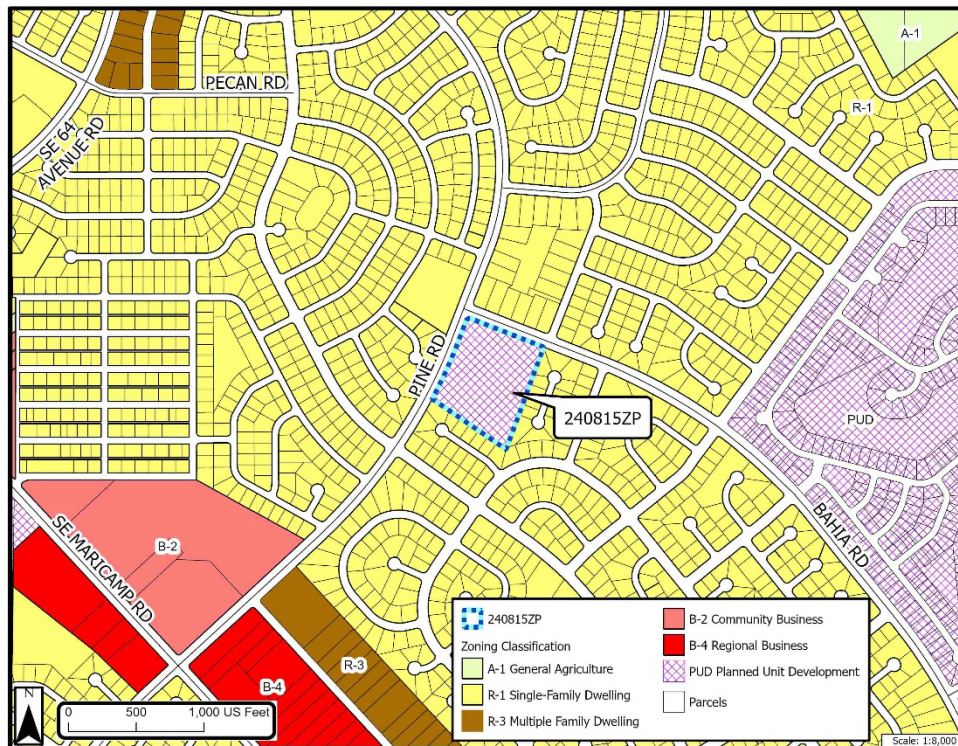 A-1
PECAN RD
R-1
SE 64
AVENUE RD
PINE RD
240815ZP
PUD
BAHIA RD
SE MARICAMP RD
B-2
R-3
B-4
N
0 500 1,000 US Feet
240815ZP
Zoning Classification
A-1 General Agriculture
R-1 Single-Family Dwelling
R-3 Multiple Family Dwelling
B-2 Community Business
B-4 Regional Business
PUD Planned Unit Development
Parcels
Scale: 1:8,000